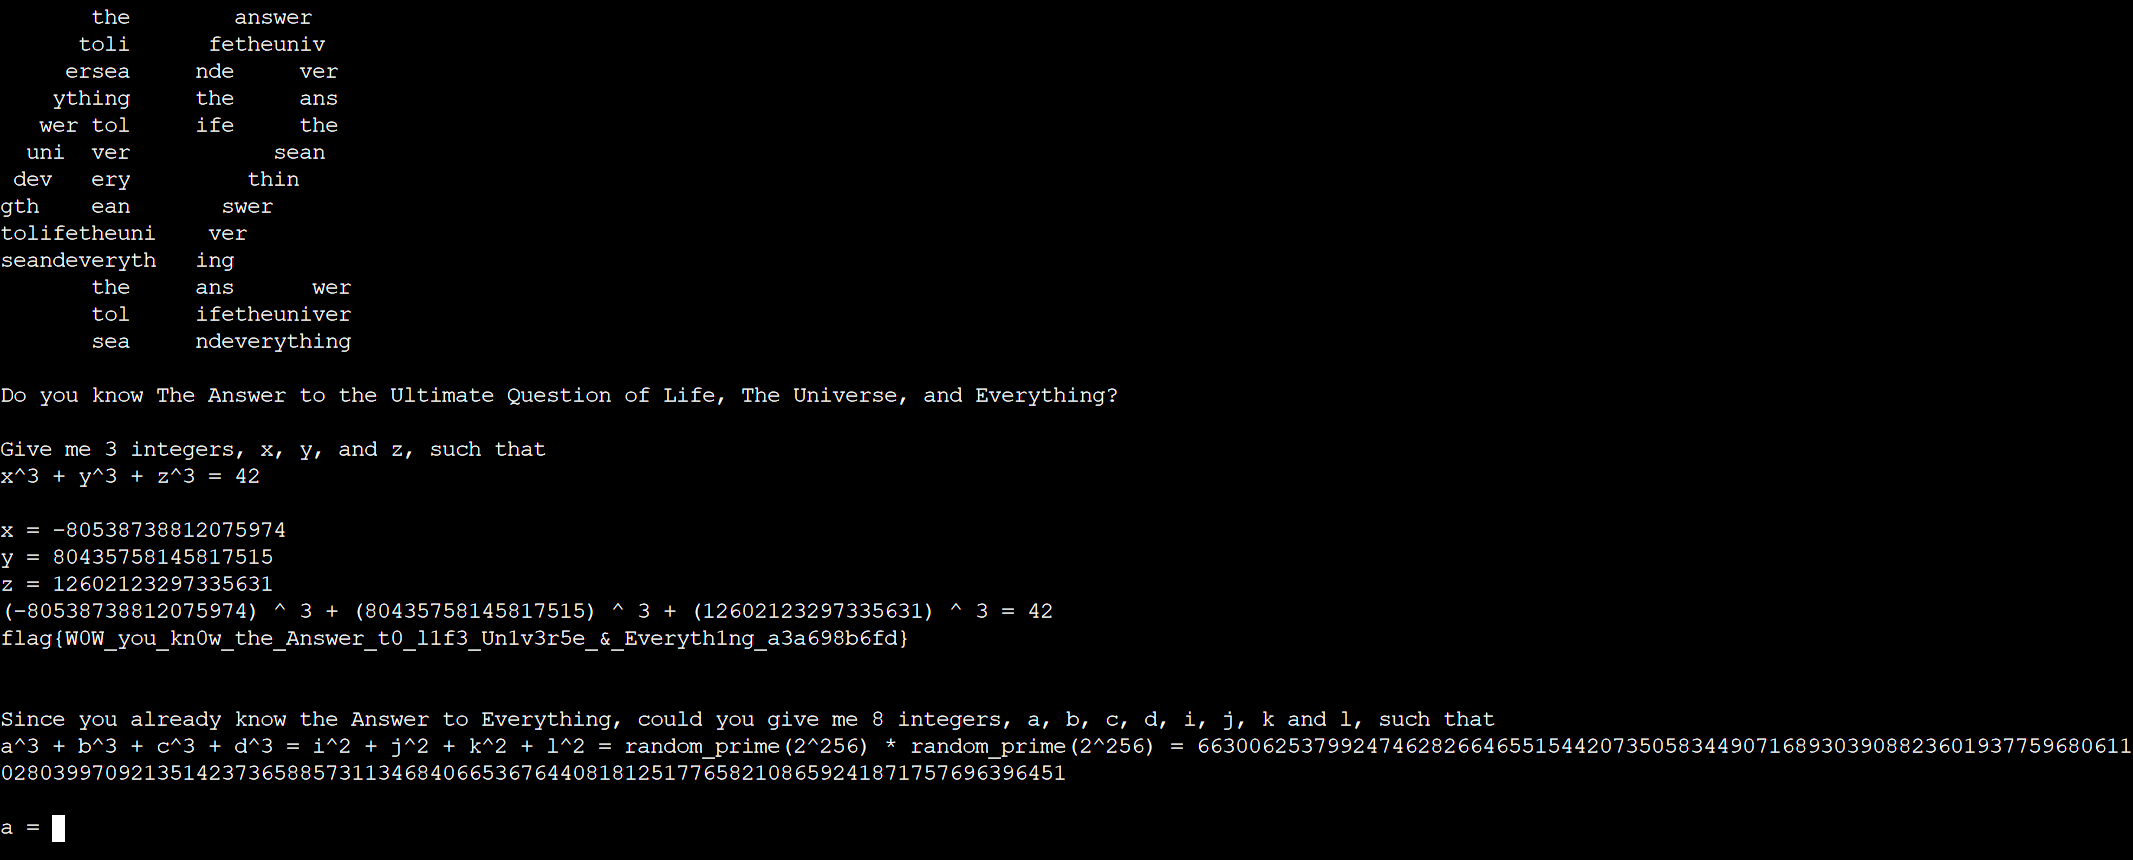 the answer
toli fetheuniv
ersea nde ver
ything the ans
wer tol ife the
uni ver sean
dev ery thin
gth ean swer
tolifetheuni ver
seandeveryth ing
the ans wer
tol ifetheuniver
sea ndeverything
Do you know The Answer to the Ultimate Question of Life, The Universe, and Everything?
Give me 3 integers, x, y, and z, such that
x^3 + y^3 + z^3 = 42
x = -80538738812075974
y = 80435758145817515
z = 12602123297335631
(-80538738812075974) ^ 3 + (80435758145817515) ^ 3 + (12602123297335631) ^ 3 = 42
flag{W0W_you_kn0w_the_Answer_t0_l1f3_Un1v3r5e_&_Everyth1ng_a3a698b6fd}
Since you already know the Answer to Everything, could you give me 8 integers, a, b, c, d, i, j, k and l, such that
a^3 + b^3 + c^3 + d^3 = i^2 + j^2 + k^2 + l^2 = random_prime(2^256) * random_prime(2^256) = 663006253799247462826646551544207350583449071689303908823601937759680611
02803997092135142373658857311346840665367644081812517765821086592418717576963964​51
a =